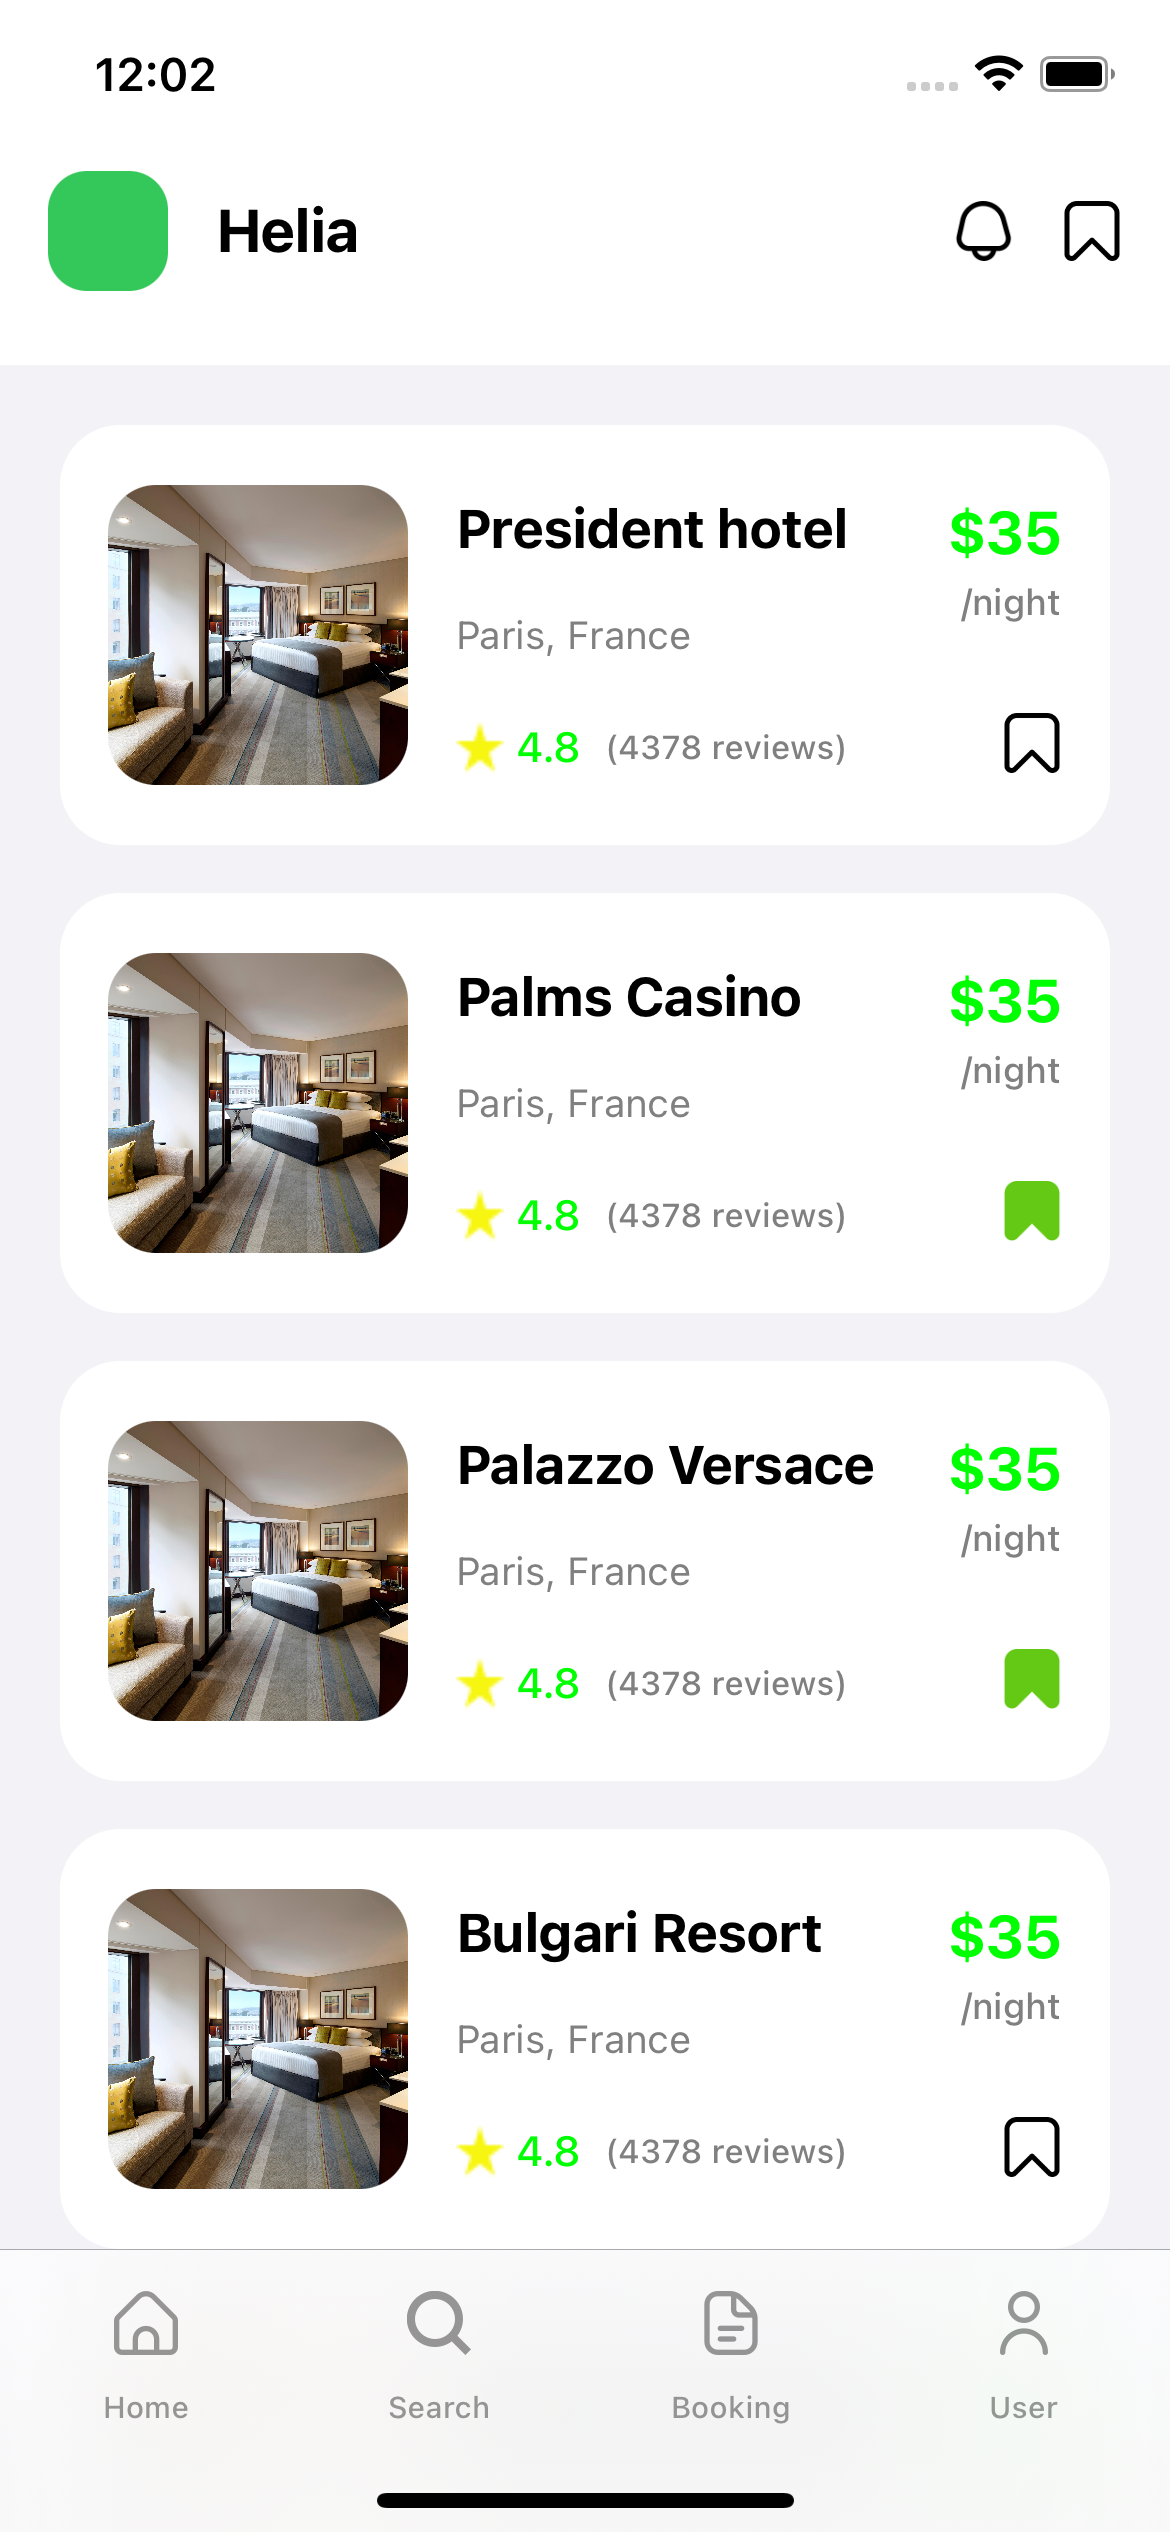 12:02
Helia
President hotel
$35
/night
Paris, France
4.8 (4378 reviews)
Palms Casino
$35
/night
Paris, France
4.8 (4378 reviews)
Palazzo Versace
$35
/night
Paris, France
4.8 (4378 reviews)
Bulgari Resort
$35
/night
Paris, France
4.8 (4378 reviews)
Home Search Booking User